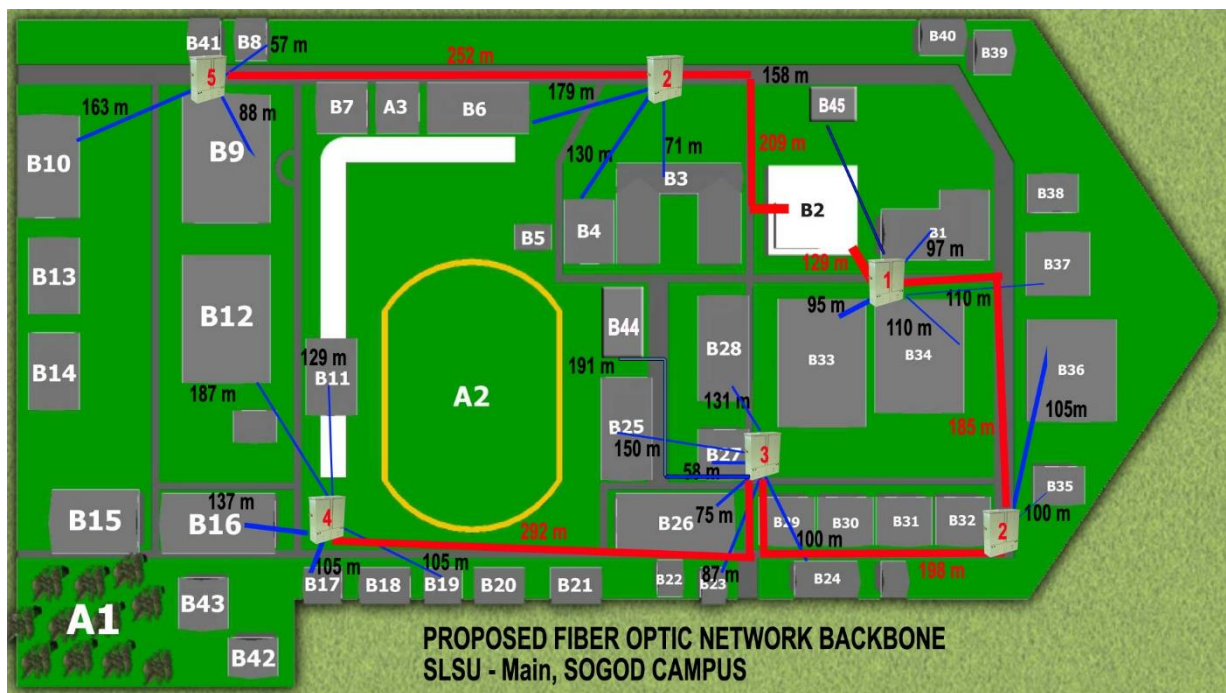 B41
B8
57 m
252 m
B40
B39
5
2
158 m
163 m
88 m
B7
A3
B6
179 m
B45
B10
B9
130 m
71 m
209 m
B3
B38
B2
B5
B4
B1
97 m
B13
B37
129 m
1
110 m
B12
B44
95 m
110 m
B14
129 m
B11
191 m
B28
B33
B34
B36
187 m
A2
131 m
105m
B25
185 m
150 m
B27
3
58 m
B35
137 m
75 m
100 m
B15
B16
4
292 m
B26
B29
B30
B31
B32
2
100 m
105 m
105 m
87 m
198 m
B17
B18
B19
B20
B21
B22
B23
B24
A1
B43
B42
PROPOSED FIBER OPTIC NETWORK BACKBONE
SLSU - Main, SOGOD CAMPUS